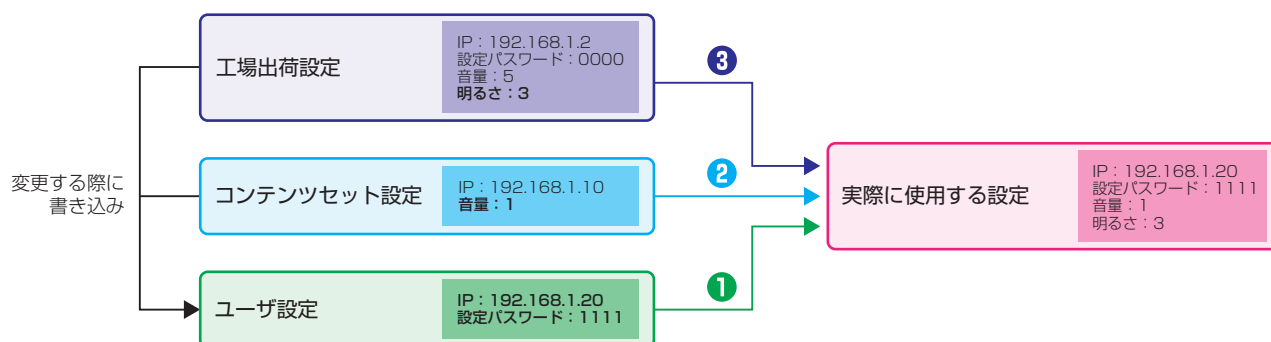 工場出荷設定
IP：192.168.1.2
設定パスワード：0000
音量：5
明るさ：3
❸
変更する際に
書き込み
コンテンツセット設定
IP：192.168.1.10
音量：1
❷
実際に使用する設定
IP：192.168.1.20
設定パスワード：1111
音量：1
明るさ：3
ユーザ設定
IP：192.168.1.20
設定パスワード：1111
❶